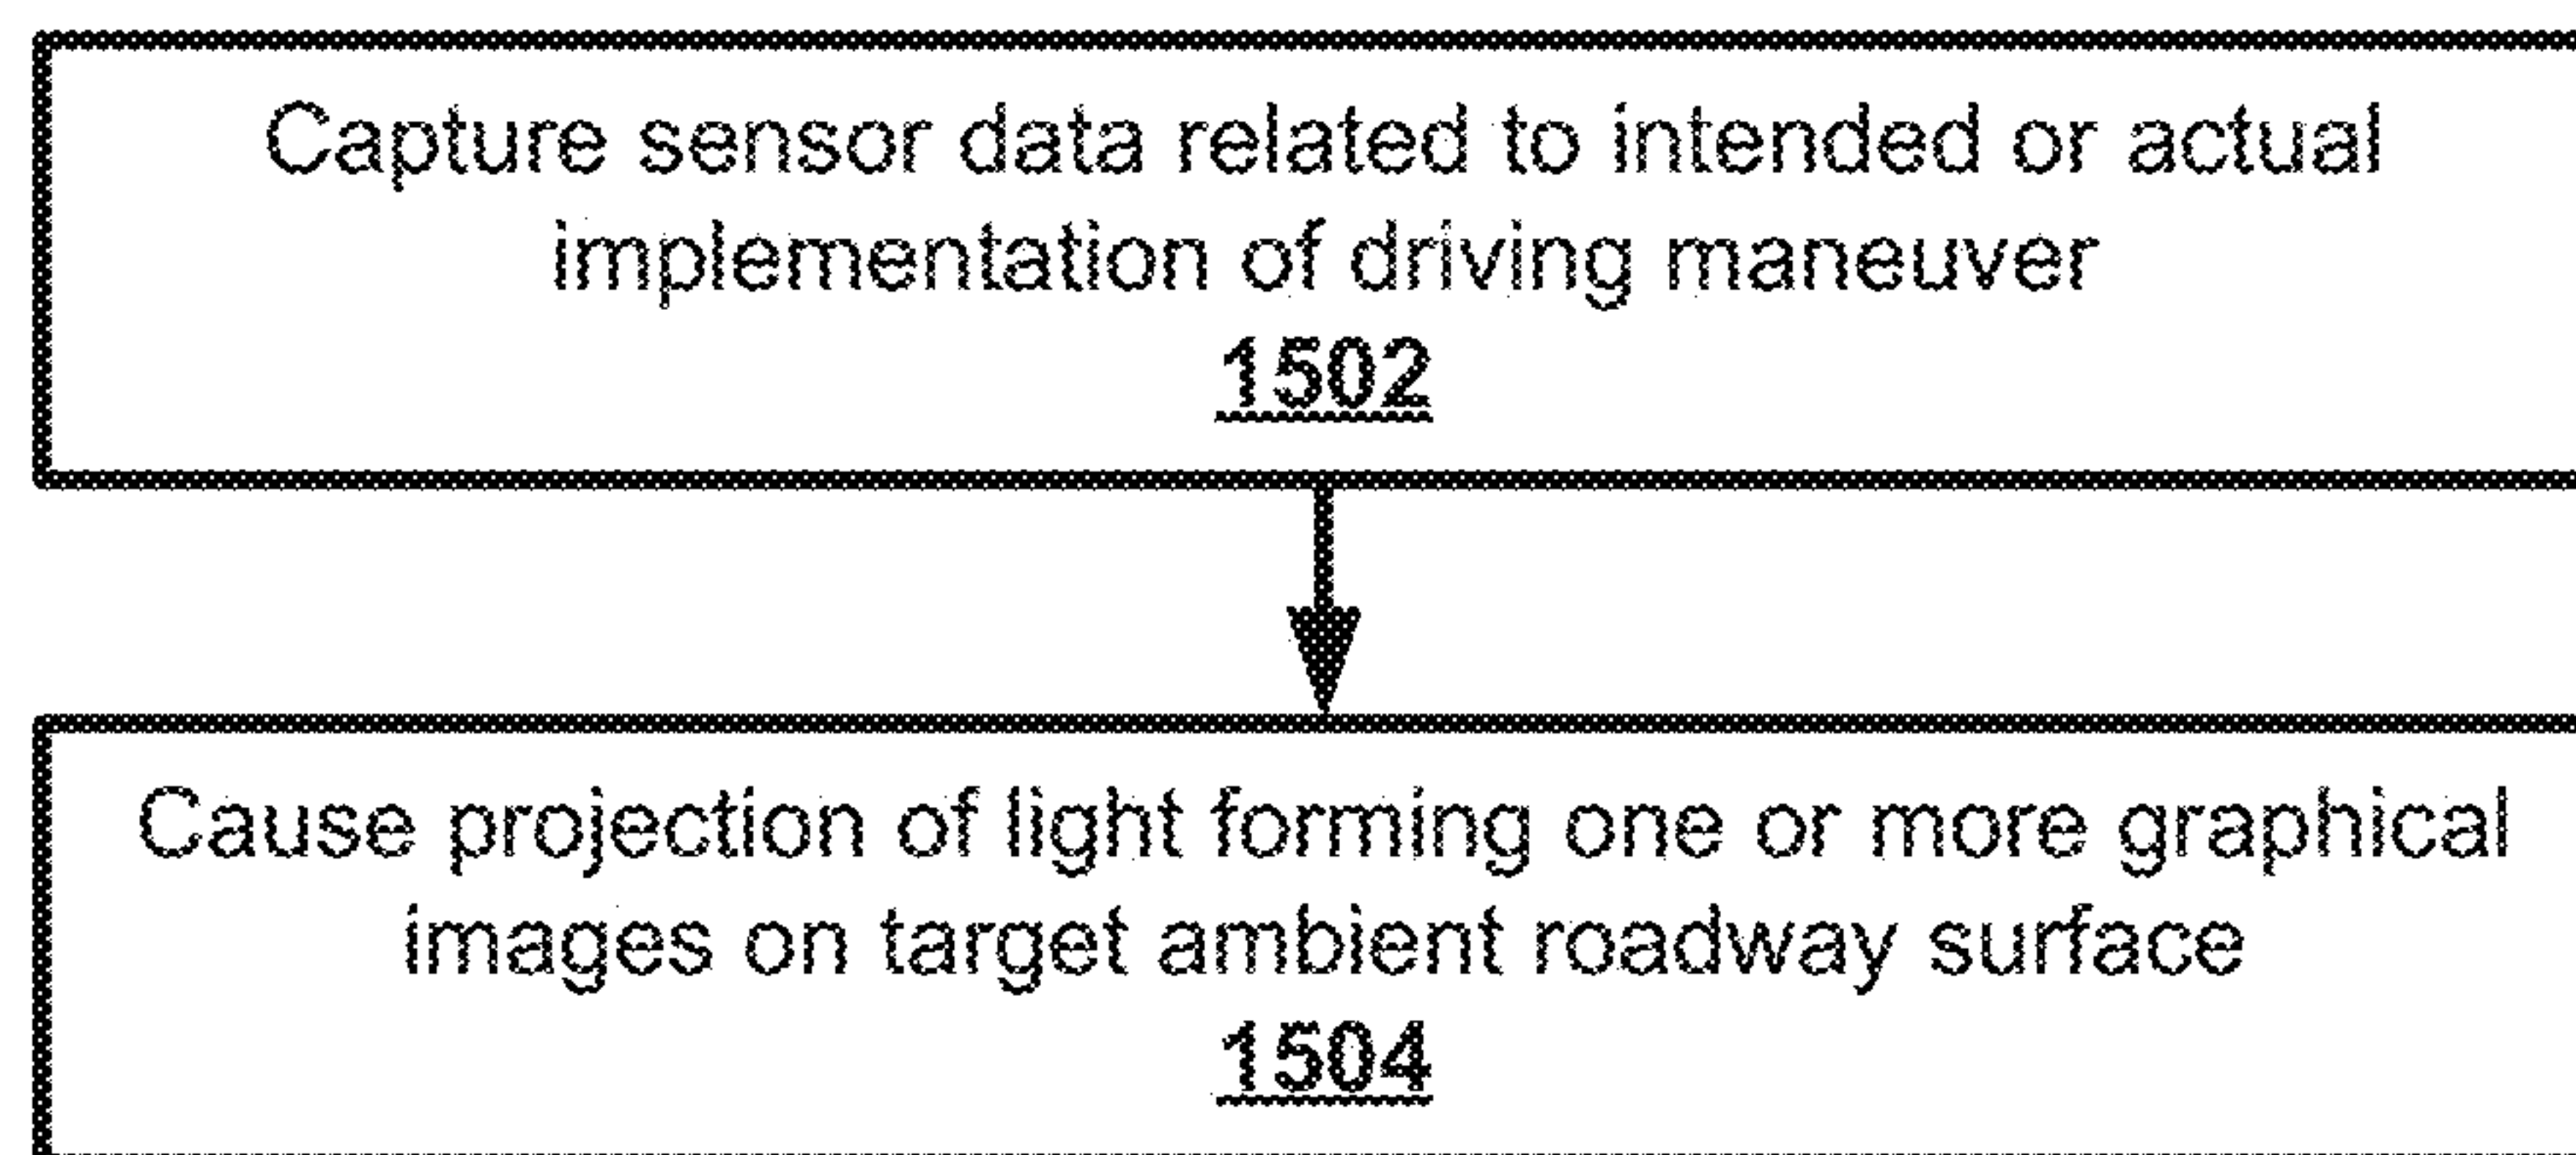 Capture sensor data related to intended or actual
implementation of driving maneuver
1502
Cause projection of light forming one or more graphical
images on target ambient roadway surface
1504